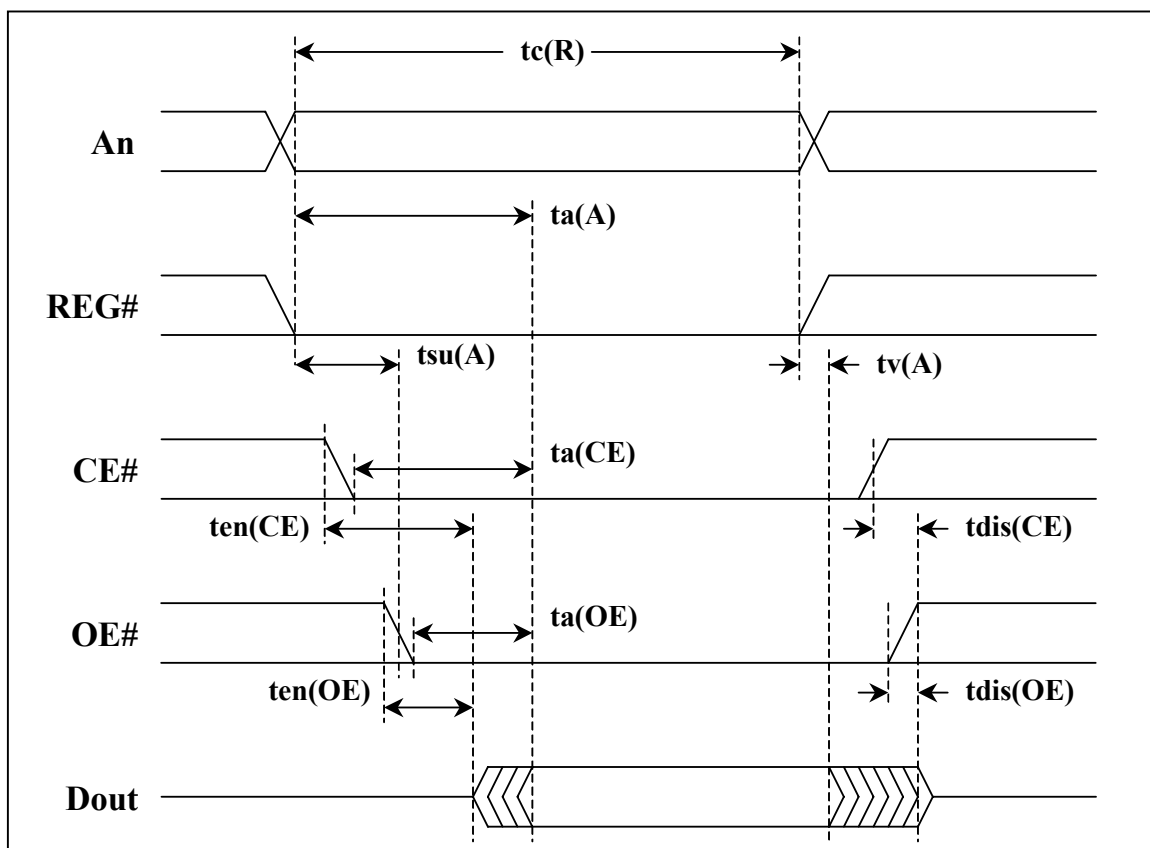 tc(R)
An
ta(A)
REG#
tsu(A)
tv(A)
CE#
ta(CE)
ten(CE)
tdis(CE)
OE#
ta(OE)
ten(OE)
tdis(OE)
Dout